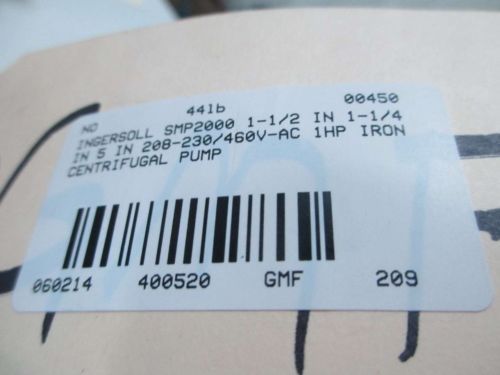 NO 44lb 00450
INGERSOLL SMP2000 1-1/2 IN 1-1/4
IN 5 IN 208-230/460V-AC 1HP IRON
CENTRIFUGAL PUMP
060214 400520 GMF 209